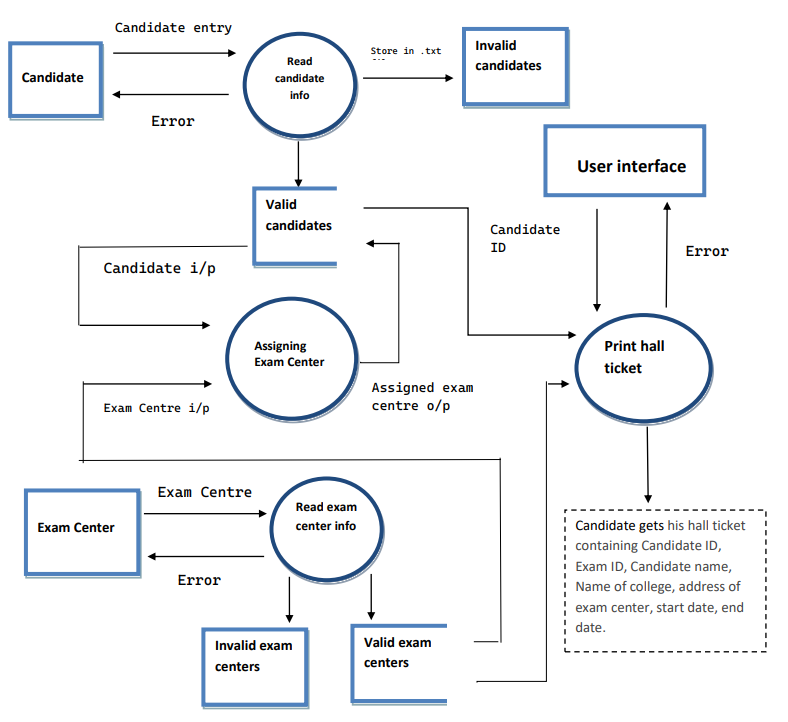 Candidate entry
Candidate
Error
Read
candidate
info
Store in .txt
Invalid
candidates
User interface
Valid
candidates
Candidate
ID
Error
Candidate i/p
Assigning
Exam Center
Print hall
ticket
Assigned exam
centre o/p
Exam Centre i/p
Exam Centre
Exam Center
Error
Read exam
center info
Candidate gets his hall ticket
containing Candidate ID,
Exam ID, Candidate name,
Name of college, address of
exam center, start date, end
date.
Invalid exam
centers
Valid exam
centers